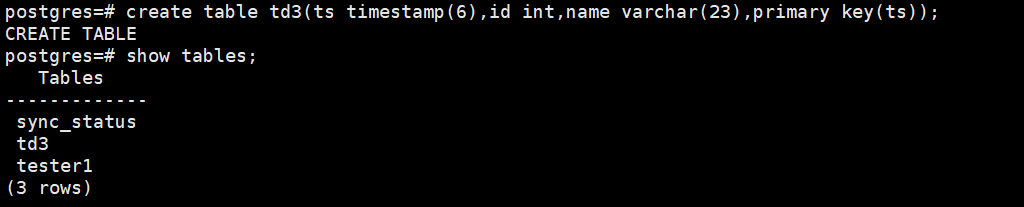 postgres=# create table td3(ts timestamp(6),id int,name varchar(23),primary key(ts));
CREATE TABLE
postgres=# show tables;
   Tables
-------------
 sync_status
 td3
 tester1
(3 rows)